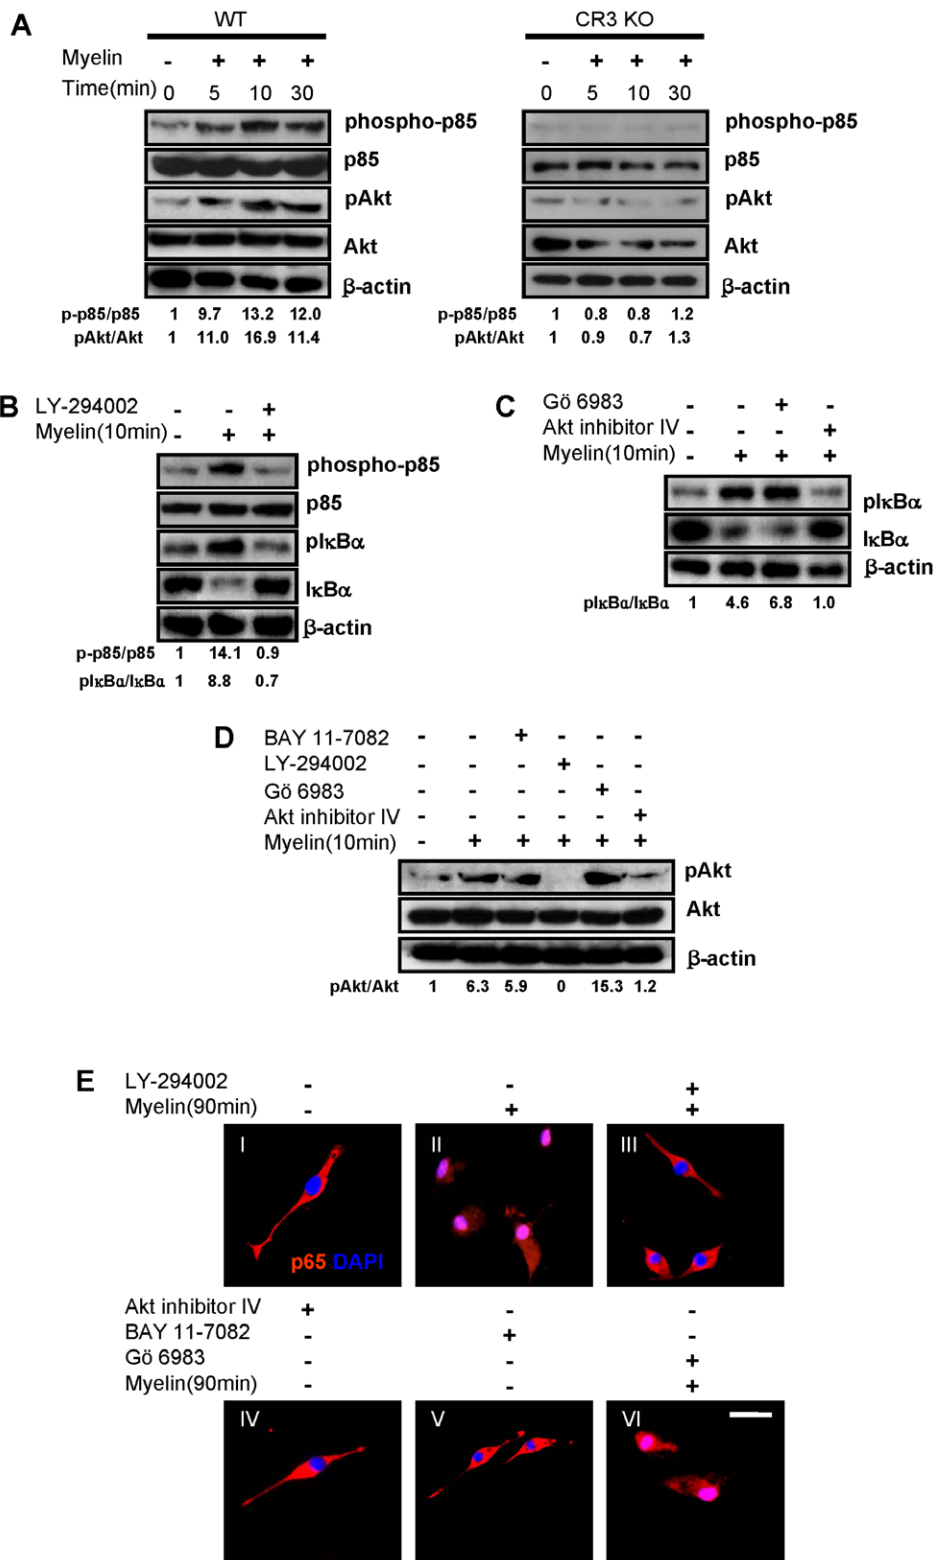 A
WT
CR3 KO
Myelin - + + +
- + + +
Time(min) 0 5 10 30
0 5 10 30
phospho-p85
phospho-p85
p85
p85
pAkt
pAkt
Akt
Akt
β-actin
β-actin
p-p85/p85 1 9.7 13.2 12.0
p-p85/p85 1 0.8 0.8 1.2
pAkt/Akt 1 11.0 16.9 11.4
pAkt/Akt 1 0.9 0.7 1.3
B
LY-294002 - - +
Myelin(10min) - + +
phospho-p85
p85
pIκBα
IκBα
β-actin
p-p85/p85 1 14.1 0.9
pIκBα/IκBα 1 8.8 0.7
C
Gö 6983 - - + -
Akt inhibitor IV - - - +
Myelin(10min) - + + +
pIκBα
IκBα
β-actin
pIκBα/IκBα 1 4.6 6.8 1.0
D
BAY 11-7082 - - + - - -
LY-294002 - - - + - -
Gö 6983 - - - - + -
Akt inhibitor IV - - - - - +
Myelin(10min) - + + + + +
pAkt
Akt
β-actin
pAkt/Akt 1 6.3 5.9 0 15.3 1.2
E
LY-294002 - - +
Myelin(90min) - + +
I
II
III
p65 DAPI
Akt inhibitor IV + - -
BAY 11-7082 - + -
Gö 6983 - - +
Myelin(90min) - - +
IV
V
VI